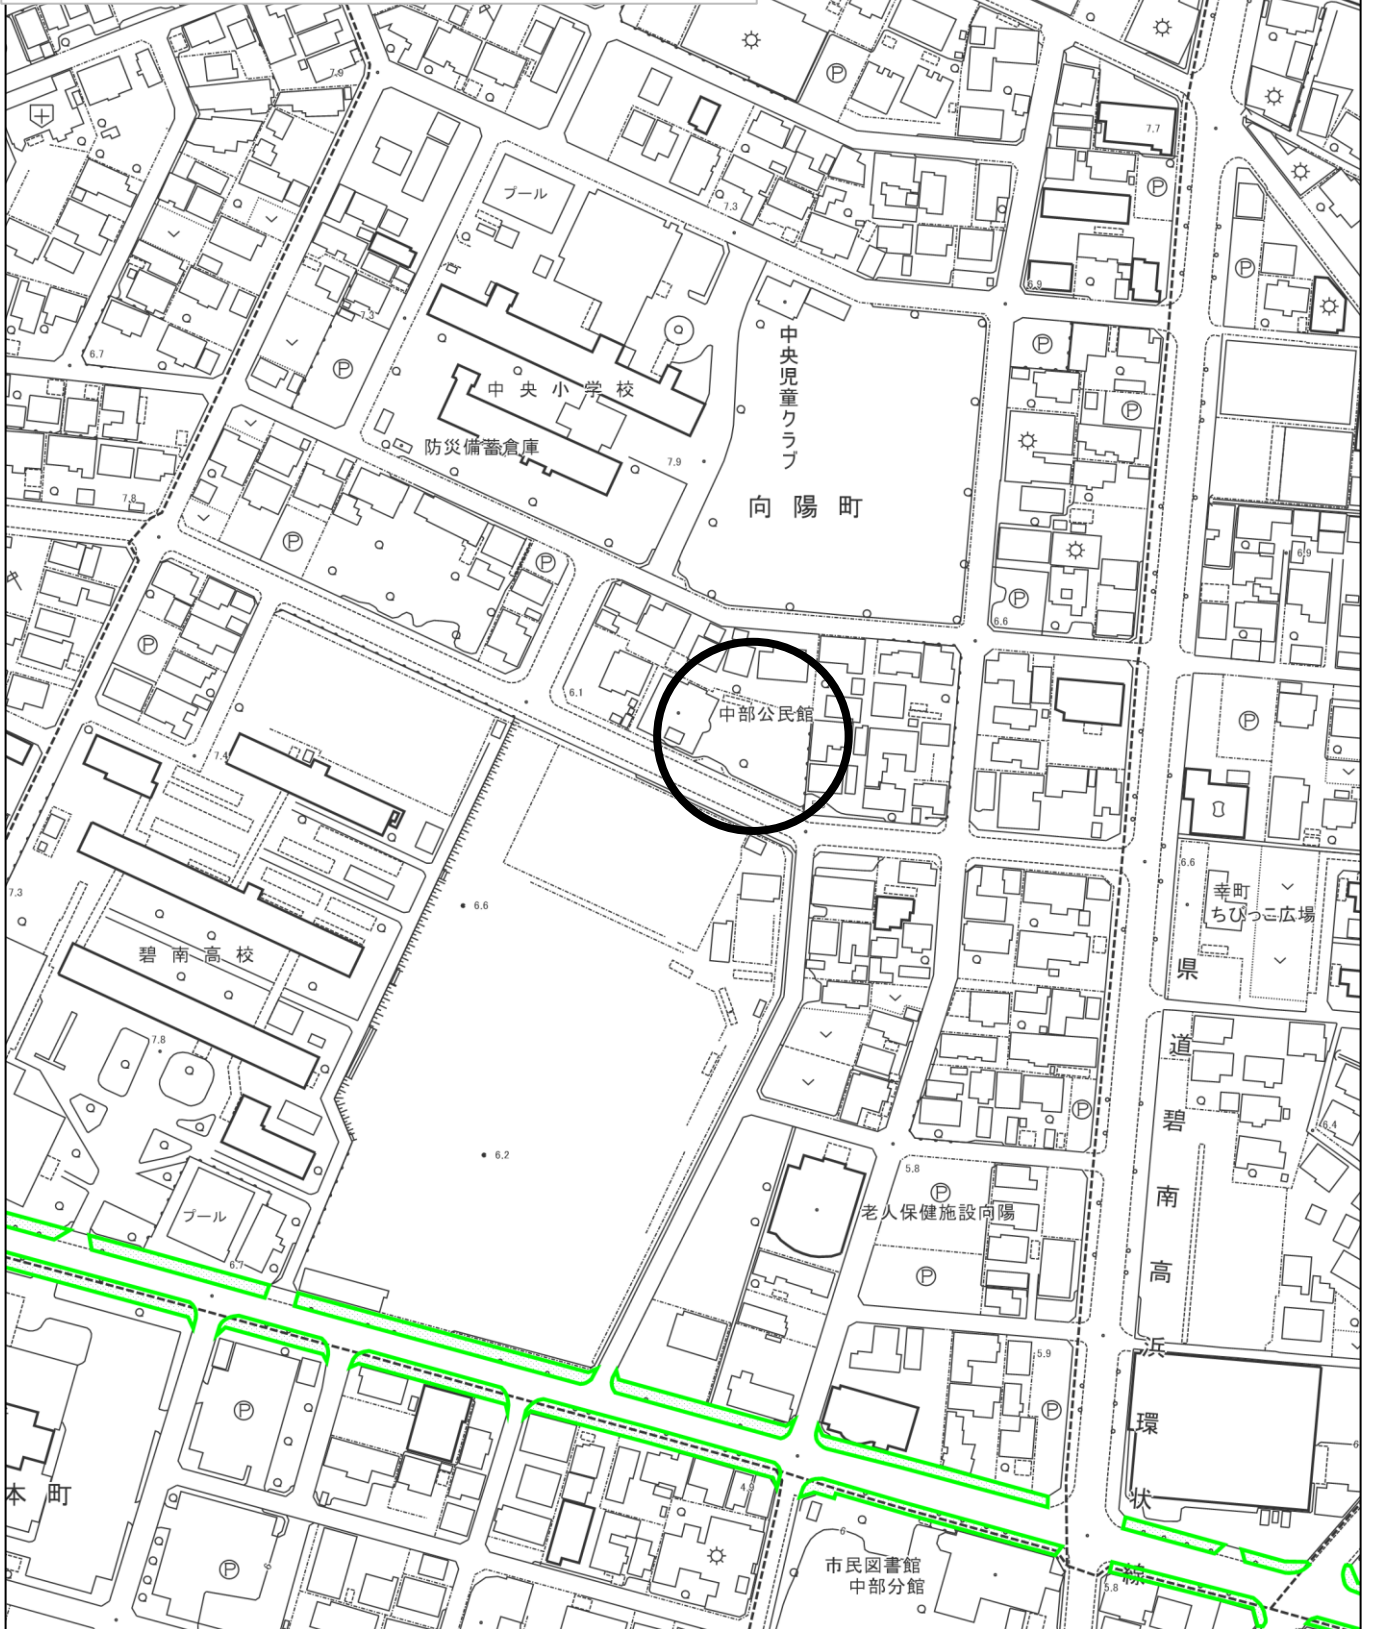 7.9
7.7
プール
7.3
6.9
中央児童クラブ
7.3
6.7
中央小学校
防災備蓄倉庫
7.9
7.8
向陽町
6.9
6.6
6.1
中部公民館
7.4
6.6
7.3
6.6
幸町
ちびっこ広場
碧南高校
県道碧南高浜環状線
7.8
6.4
6.2
5.8
老人保健施設向陽
プール
6.7
5.9
本町
4.9
6
市民図書館
中部分館
6
5.8
P